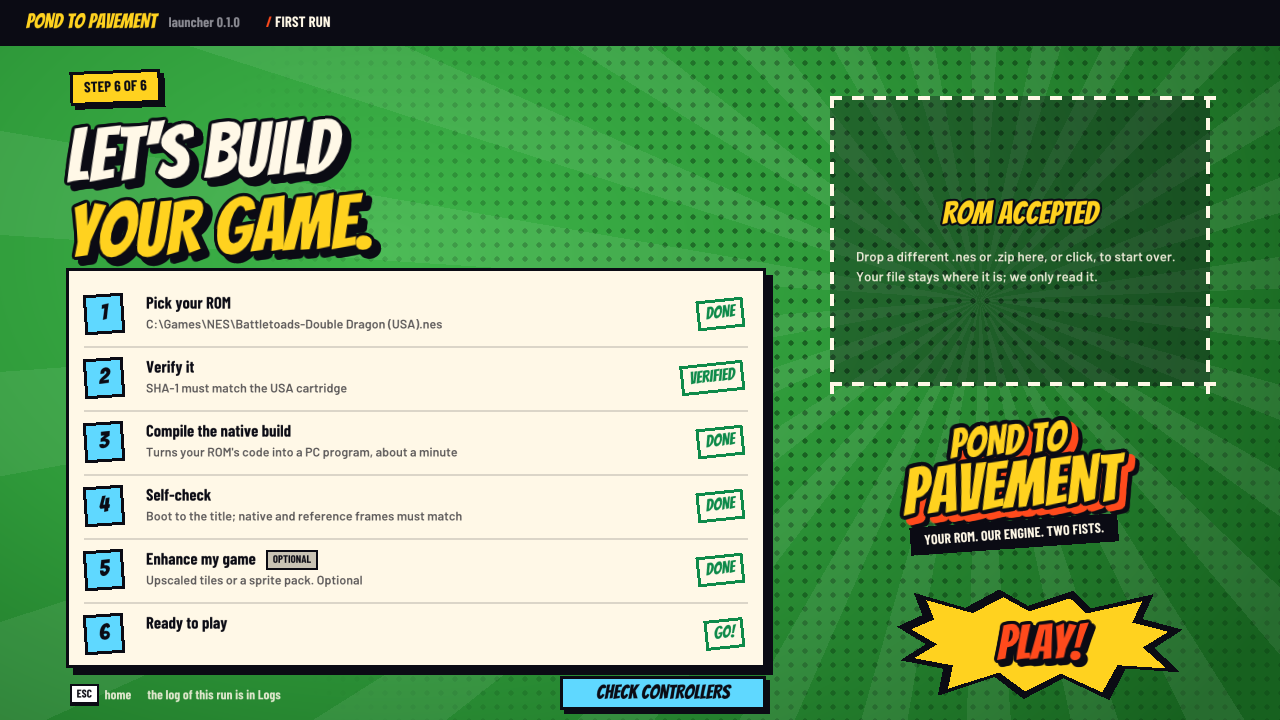 POND TO PAVEMENT launcher 0.1.0 / FIRST RUN
STEP 6 OF 6
LET'S BUILD
YOUR GAME.
1 Pick your ROM DONE
C:\Games\NES\Battletoads-Double Dragon (USA).nes
2 Verify it VERIFIED
SHA-1 must match the USA cartridge
3 Compile the native build DONE
Turns your ROM's code into a PC program, about a minute
4 Self-check DONE
Boot to the title; native and reference frames must match
5 Enhance my game OPTIONAL DONE
Upscaled tiles or a sprite pack. Optional
6 Ready to play GO!
ESC home the log of this run is in Logs
CHECK CONTROLLERS
ROM ACCEPTED
Drop a different .nes or .zip here, or click, to start over.
Your file stays where it is; we only read it.
POND TO
PAVEMENT
YOUR ROM. OUR ENGINE. TWO FISTS.
PLAY!